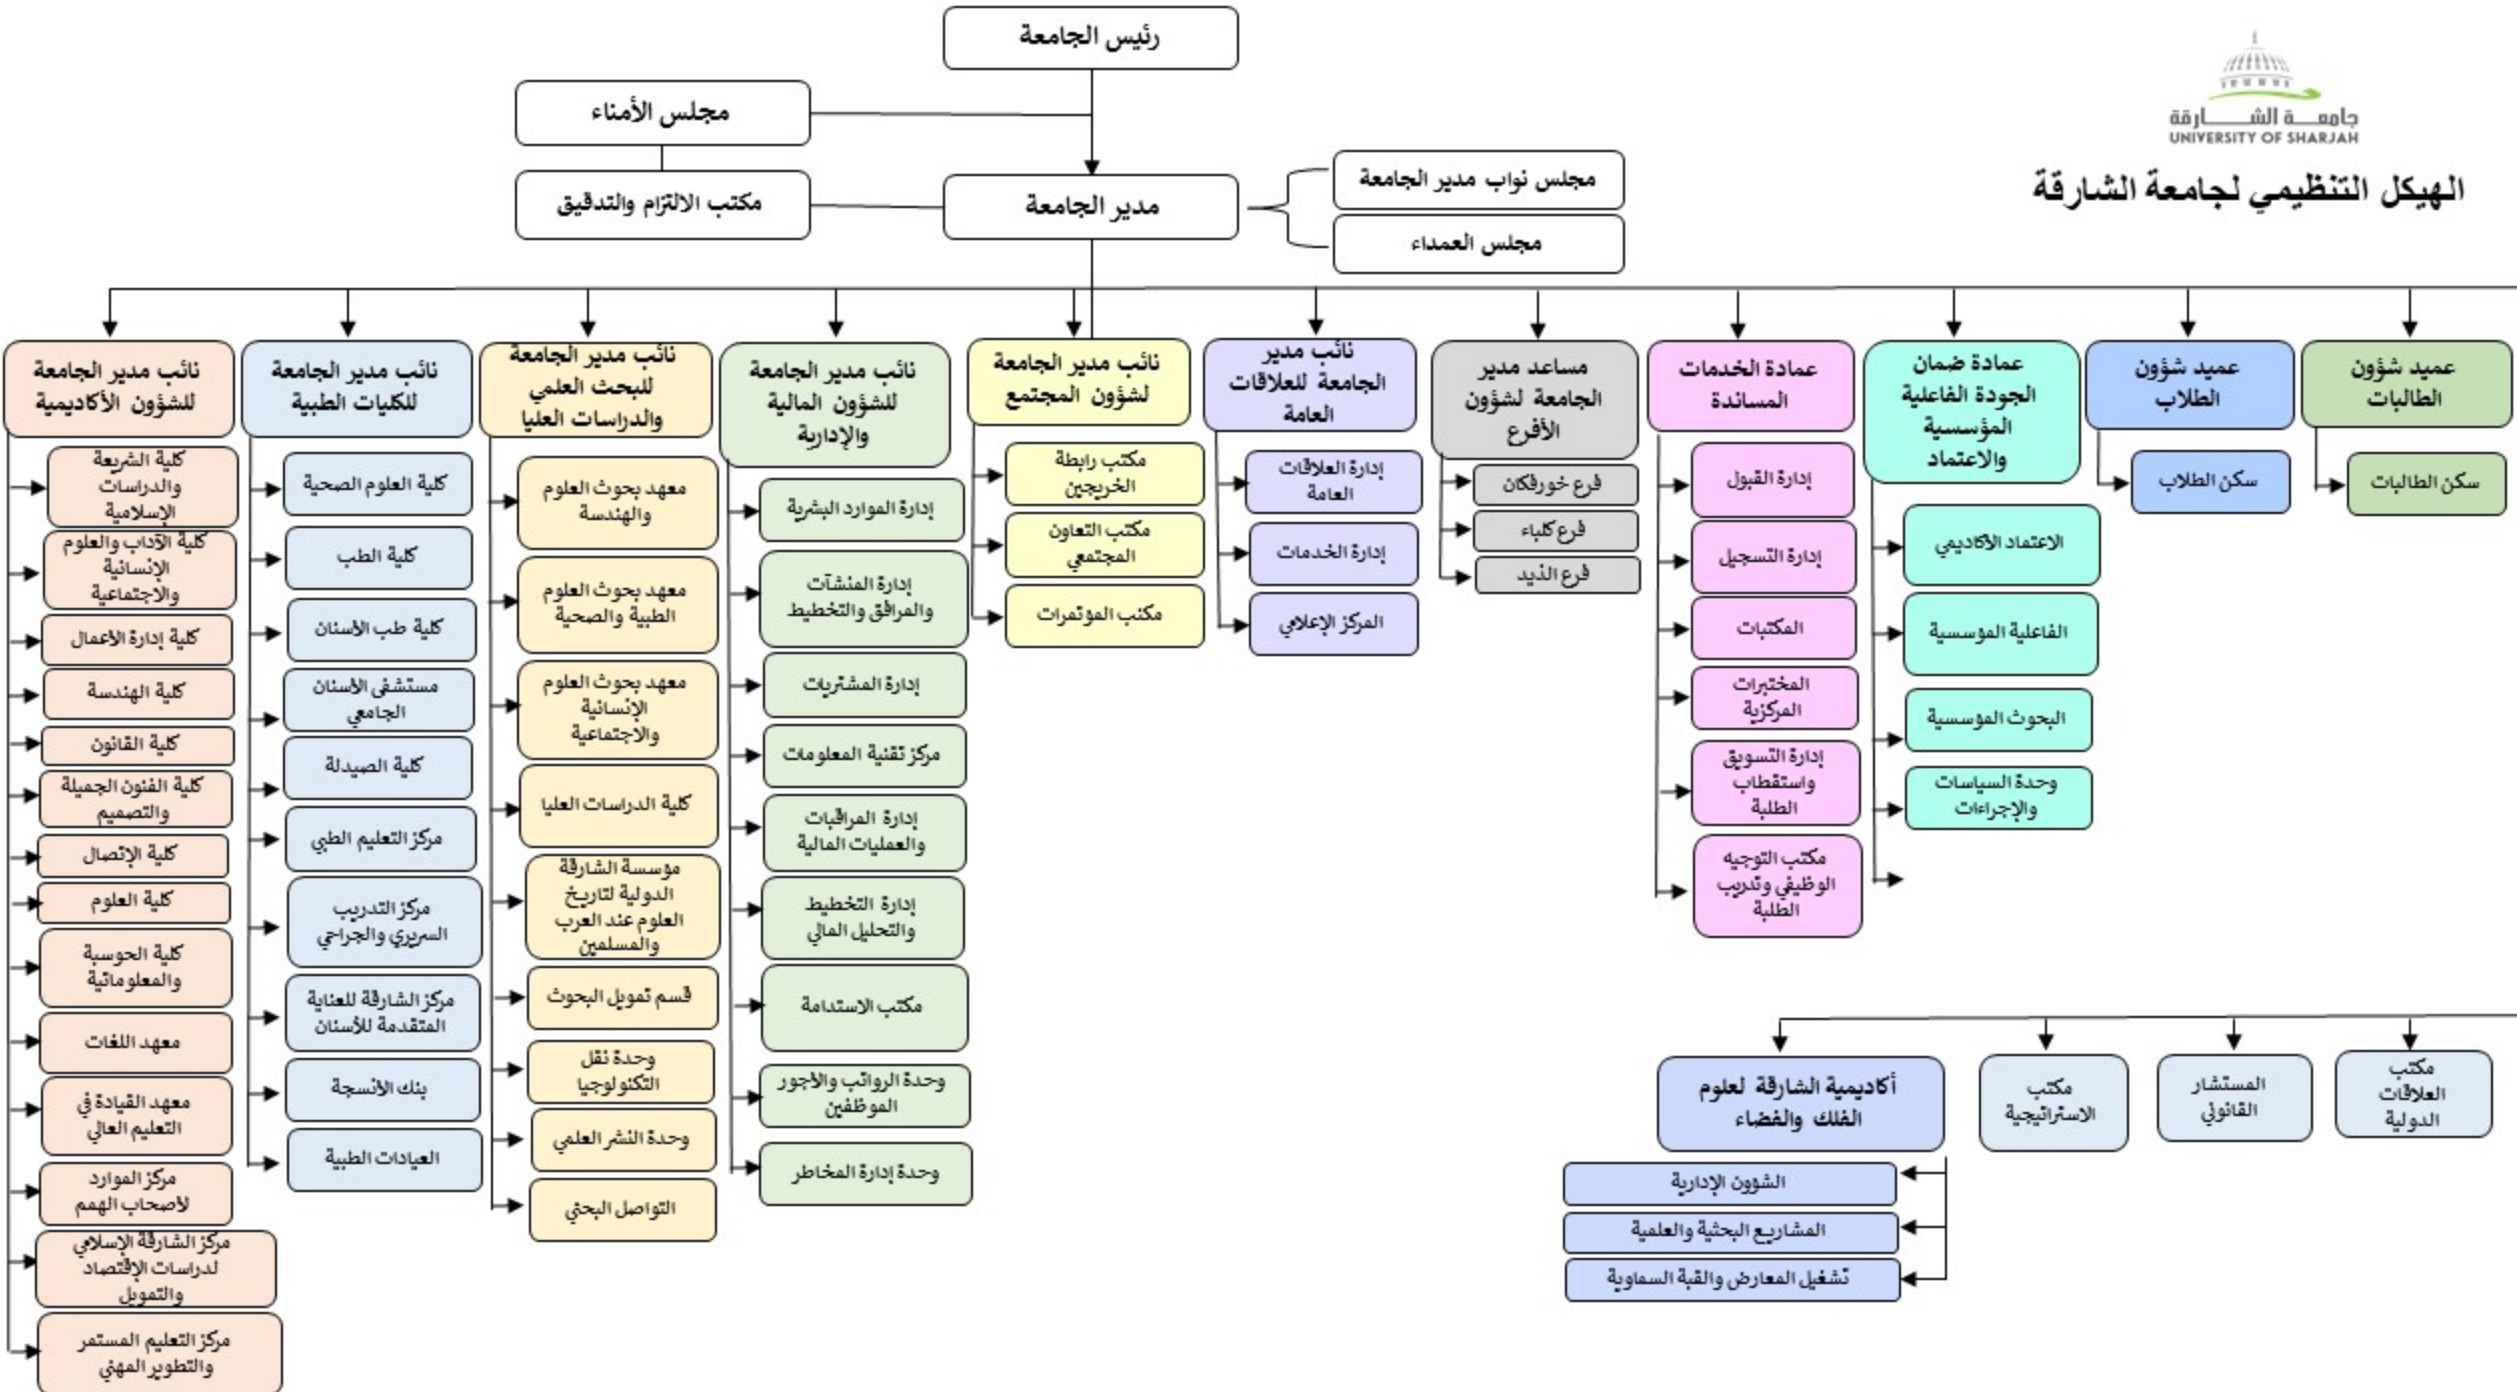 رئيس الجامعة
جامعة الشارقة
UNIVERSITY OF SHARJAH
الهيكل التنظيمي لجامعة الشارقة
مجلس الأمناء
مكتب الالتزام والتدقيق
مدير الجامعة
مجلس نواب مدير الجامعة
مجلس العمداء
عميد شؤون
الطالبات
سكن الطالبات
عميد شؤون
الطلاب
سكن الطلاب
عمادة ضمان
الجودة الفاعلية
المؤسسية
والاعتماد
الاعتماد الأكاديمي
الفاعلية المؤسسية
البحوث المؤسسية
وحدة السياسات
والإجراءات
عمادة الخدمات
المساندة
إدارة القبول
إدارة التسجيل
المكتبات
المختبرات
المركزية
إدارة التسويق
واستقطاب
الطلبة
مكتب التوجيه
الوظيفي وتدريب
الطلبة
مساعد مدير
الجامعة لشؤون
الأفرع
فرع خورفكان
فرع كلباء
فرع الذيد
نائب مدير
الجامعة للعلاقات
العامة
إدارة العلاقات
العامة
إدارة الخدمات
المركز الإعلامي
نائب مدير الجامعة
لشؤون المجتمع
مكتب رابطة
الخريجين
مكتب التعاون
المجتمعي
مكتب المؤتمرات
نائب مدير الجامعة
للشؤون المالية
والإدارية
إدارة الموارد البشرية
إدارة المنشآت
والمرافق والتخطيط
إدارة المشتريات
مركز تقنية المعلومات
إدارة المراقبات
والعمليات المالية
إدارة التخطيط
والتحليل المالي
مكتب الاستدامة
وحدة الرواتب والأجور
الموظفين
وحدة إدارة المخاطر
نائب مدير الجامعة
للبحث العلمي
والدراسات العليا
معهد بحوث العلوم
والهندسة
معهد بحوث العلوم
الطبية والصحية
معهد بحوث العلوم
الإنسانية
والاجتماعية
كلية الدراسات العليا
مؤسسة الشارقة
الدولية لتاريخ
العلوم عند العرب
والمسلمين
قسم تمويل البحوث
وحدة نقل
التكنولوجيا
وحدة النشر العلمي
التواصل البحثي
نائب مدير الجامعة
للكليات الطبية
كلية العلوم الصحية
كلية الطب
كلية طب الأسنان
مستشفى الأسنان
الجامعي
كلية الصيدلة
مركز التعليم الطبي
مركز التدريب
السريري والجراحي
مركز الشارقة للعناية
المتقدمة للأسنان
بنك الأنسجة
العيادات الطبية
نائب مدير الجامعة
للشؤون الأكاديمية
كلية الشريعة
والدراسات
الإسلامية
كلية الآداب والعلوم
الإنسانية
والاجتماعية
كلية إدارة الأعمال
كلية الهندسة
كلية القانون
كلية الفنون الجميلة
والتصميم
كلية الإتصال
كلية العلوم
كلية الحوسبة
والمعلوماتية
معهد اللغات
معهد القيادة في
التعليم العالي
مركز الموارد
لأصحاب الهمم
مركز الشارقة الإسلامي
لدراسات الإقتصاد
والتمويل
مركز التعليم المستمر
والتطوير المهني
مكتب
العلاقات
الدولية
المستشار
القانوني
مكتب
الاستراتيجية
أكاديمية الشارقة لعلوم
الفلك والفضاء
الشؤون الإدارية
المشاريع البحثية والعلمية
تشغيل المعارض والقبة السماوية